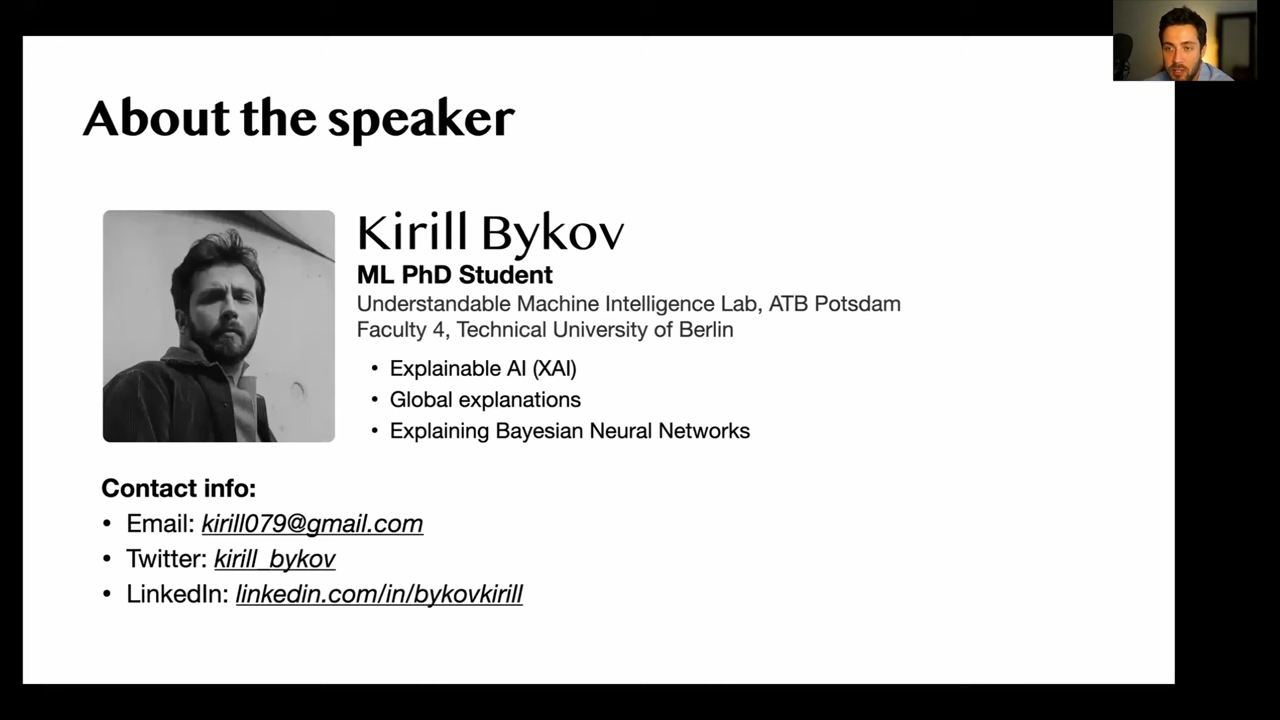 About the speaker
Kirill Bykov
ML PhD Student
Understandable Machine Intelligence Lab, ATB Potsdam
Faculty 4, Technical University of Berlin
• Explainable AI (XAI)
• Global explanations
• Explaining Bayesian Neural Networks
Contact info:
• Email: kirill079@gmail.com
• Twitter: kirill_bykov
• LinkedIn: linkedin.com/in/bykovkirill